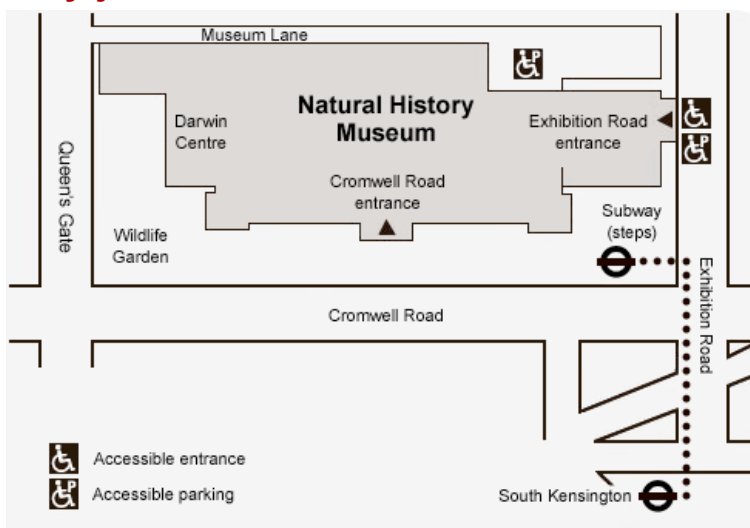 Museum Lane
P
Natural History
Museum
Darwin
Centre
Exhibition Road
entrance
P
Cromwell Road
entrance
Queen's Gate
Subway
(steps)
Wildlife
Garden
Exhibition Road
Cromwell Road
Accessible entrance
P
Accessible parking
South Kensington